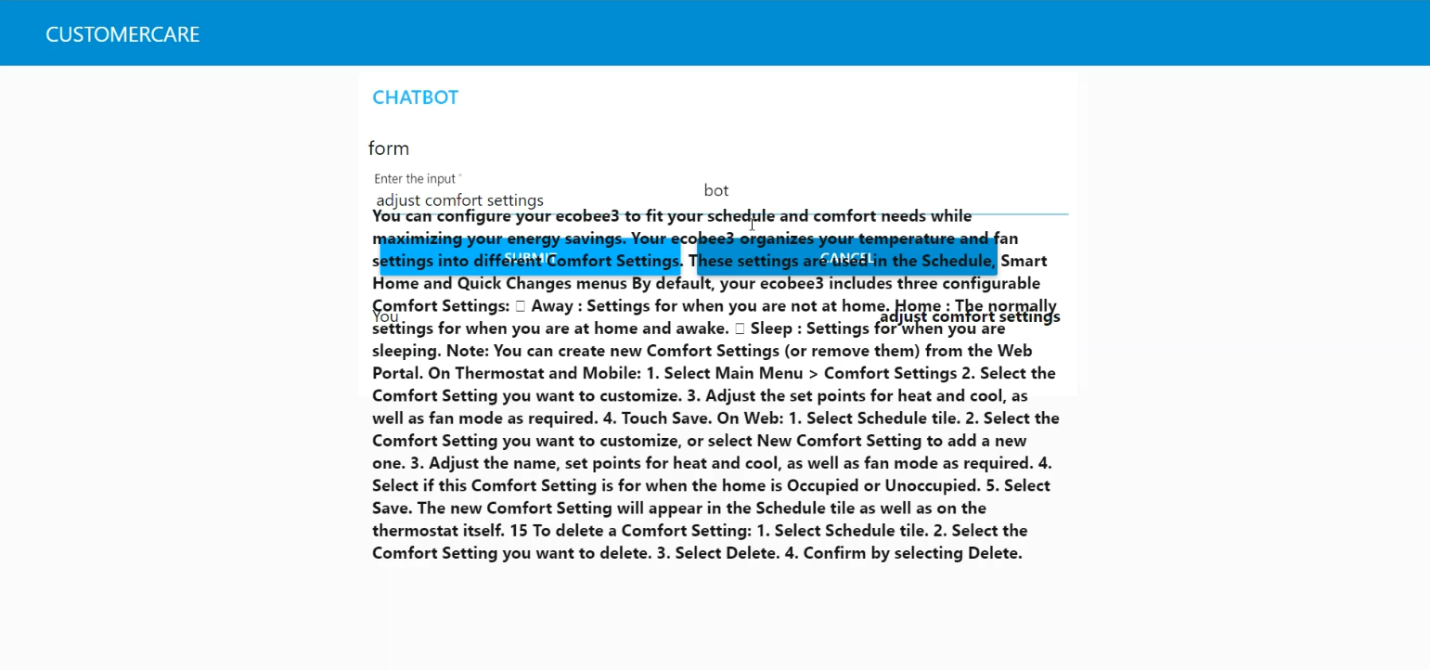 CUSTOMERCARE
CHATBOT
form
Enter the input *
adjust comfort settings
bot
You can configure your ecobee3 to fit your schedule and comfort needs while
maximizing your energy savings. Your ecobee3 organizes your temperature and fan
SUBMIT
CANCEL
settings into different Comfort Settings. These settings are used in the Schedule, Smart
Home and Quick Changes menus By default, your ecobee3 includes three configurable
Comfort Settings: □ Away : Settings for when you are not at home. Home : The normally
You
adjust comfort settings
settings for when you are at home and awake. □ Sleep : Settings for when you are
sleeping. Note: You can create new Comfort Settings (or remove them) from the Web
Portal. On Thermostat and Mobile: 1. Select Main Menu > Comfort Settings 2. Select the
Comfort Setting you want to customize. 3. Adjust the set points for heat and cool, as
well as fan mode as required. 4. Touch Save. On Web: 1. Select Schedule tile. 2. Select the
Comfort Setting you want to customize, or select New Comfort Setting to add a new
one. 3. Adjust the name, set points for heat and cool, as well as fan mode as required. 4.
Select if this Comfort Setting is for when the home is Occupied or Unoccupied. 5. Select
Save. The new Comfort Setting will appear in the Schedule tile as well as on the
thermostat itself. 15 To delete a Comfort Setting: 1. Select Schedule tile. 2. Select the
Comfort Setting you want to delete. 3. Select Delete. 4. Confirm by selecting Delete.